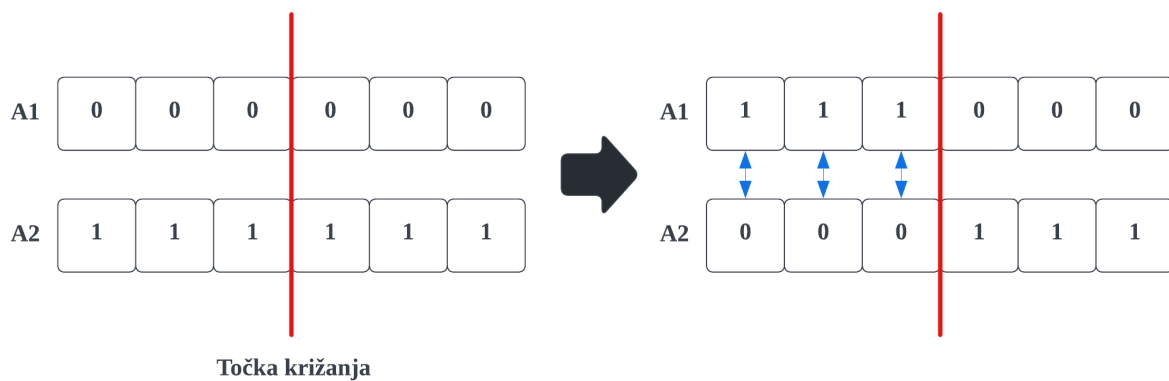 A1 0 0 0 0 0 0
A2 1 1 1 1 1 1
Točka križanja
A1 1 1 1 0 0 0
A2 0 0 0 1 1 1